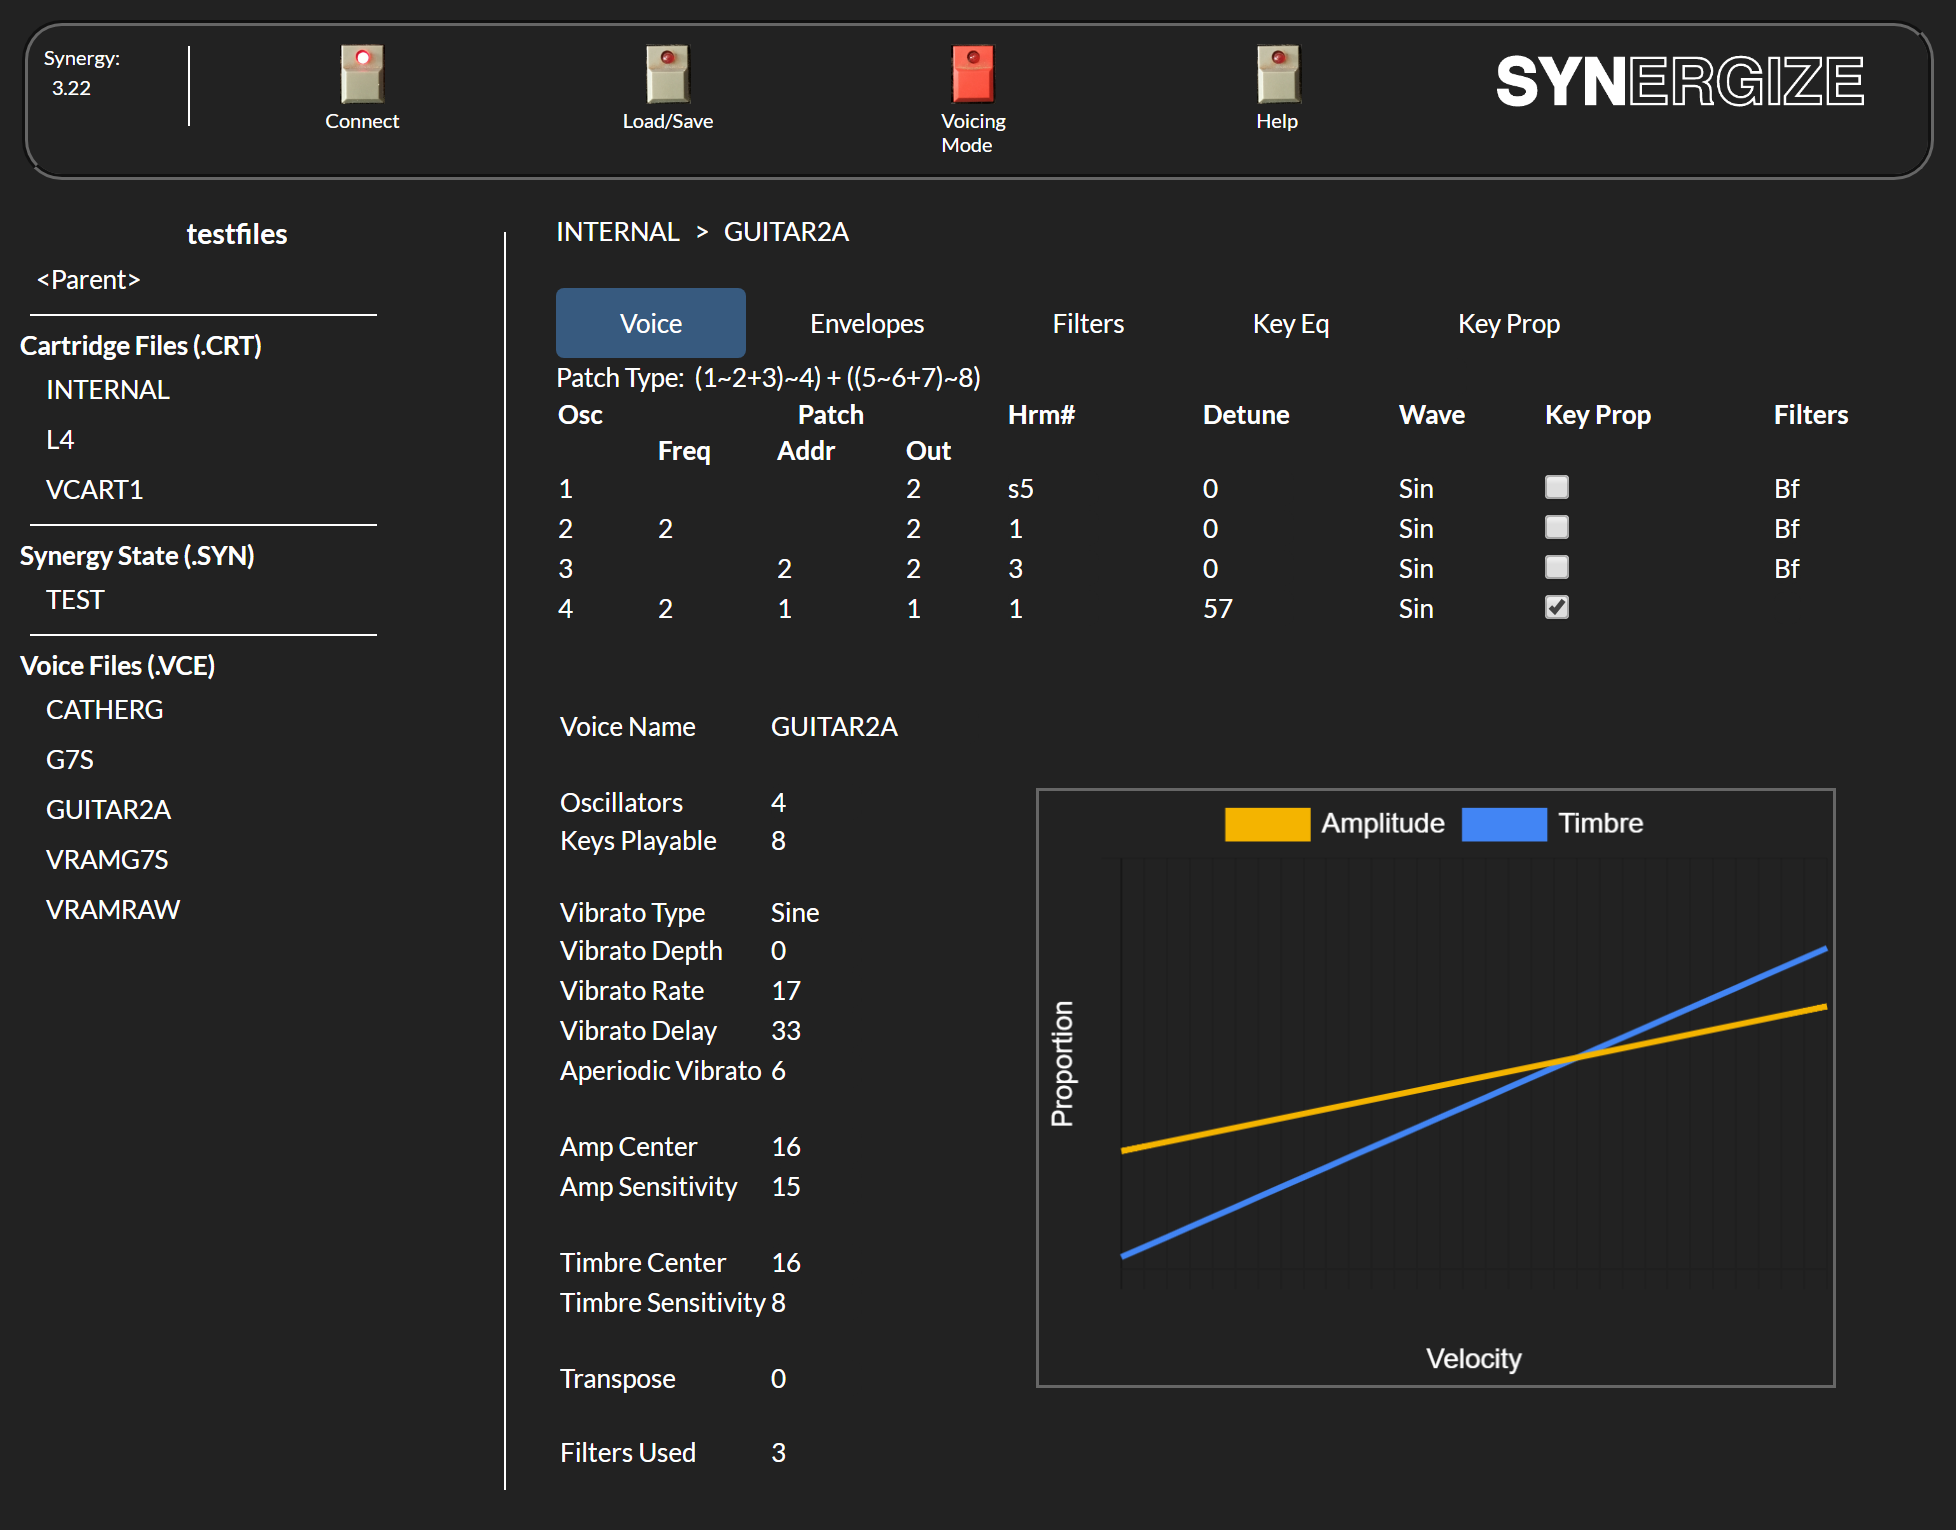 Synergy:
3.22
Connect
Load/Save
Voicing
Mode
Help
SYNERGIZE
testfiles
<Parent>
Cartridge Files (.CRT)
INTERNAL
L4
VCART1
Synergy State (.SYN)
TEST
Voice Files (.VCE)
CATHERG
G7S
GUITAR2A
VRAMG7S
VRAMRAW
INTERNAL > GUITAR2A
Voice Envelopes Filters Key Eq Key Prop
Patch Type: (1~2+3)~4) + ((5~6+7)~8)
Osc Patch Hrm# Detune Wave Key Prop Filters
Freq Addr Out
1 2 s5 0 Sin Bf
2 2 2 1 0 Sin Bf
3 2 2 3 0 Sin Bf
4 2 1 1 1 57 Sin
Voice Name GUITAR2A
Oscillators 4
Keys Playable 8
Vibrato Type Sine
Vibrato Depth 0
Vibrato Rate 17
Vibrato Delay 33
Aperiodic Vibrato 6
Amp Center 16
Amp Sensitivity 15
Timbre Center 16
Timbre Sensitivity 8
Transpose 0
Filters Used 3
Amplitude Timbre
Proportion
Velocity